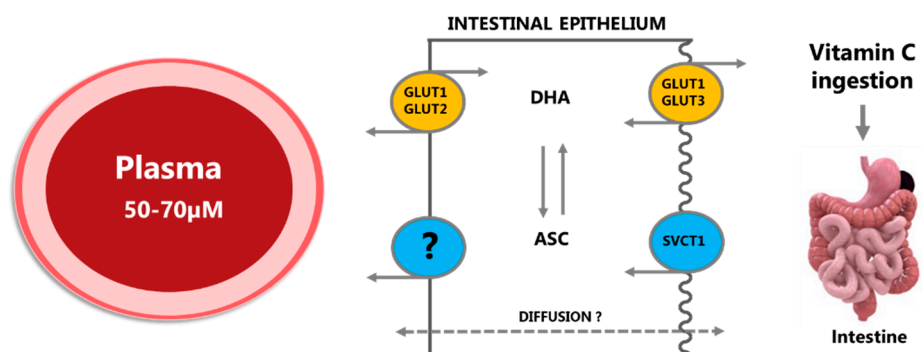 INTESTINAL EPITHELIUM
Plasma
50-70µM
GLUT1
GLUT2
?
DHA
ASC
DIFFUSION ?
GLUT1
GLUT3
SVCT1
Vitamin C
ingestion
Intestine